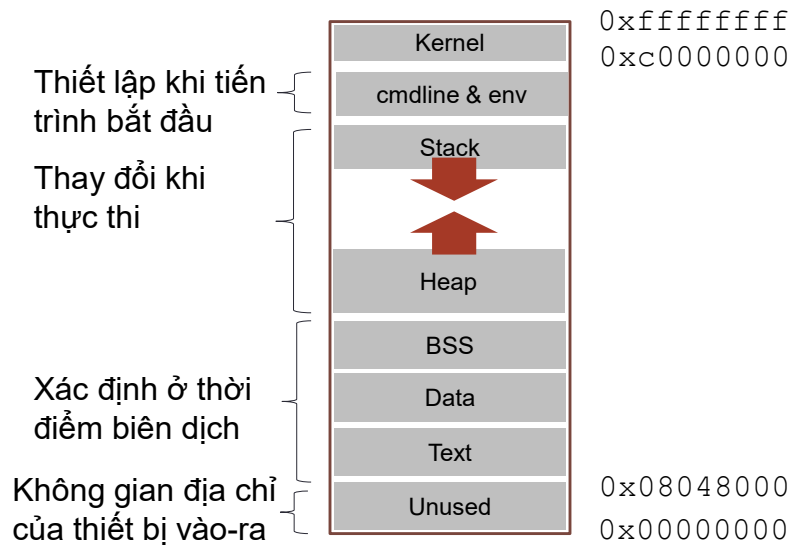 0xffffffff
Kernel
0xc0000000
Thiết lập khi tiến
trình bắt đầu
cmdline & env
Stack
Thay đổi khi
thực thi
Heap
BSS
Xác định ở thời
điểm biên dịch
Data
Text
Không gian địa chỉ
của thiết bị vào-ra
Unused
0x08048000
0x00000000